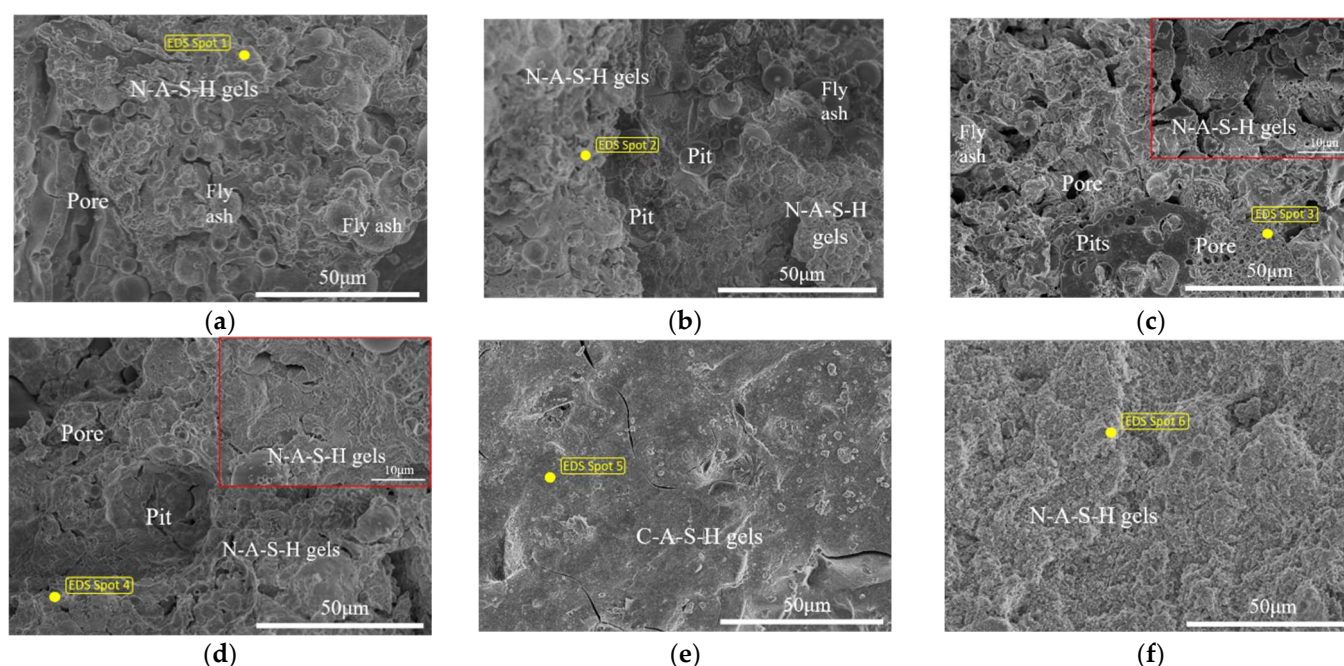 EDS Spot 1
N-A-S-H gels
Pore
Fly
ash
Fly ash
50μm
(a)
N-A-S-H gels
Fly
ash
EDS Spot 2
Pit
Pit
N-A-S-H
gels
50μm
(b)
N-A-S-H gels
10μm
Fly
ash
Pore
EDS Spot 3
Pits
Pore
50μm
(c)
Pore
N-A-S-H gels
10μm
Pit
N-A-S-H gels
EDS Spot 4
50μm
(d)
EDS Spot 5
C-A-S-H gels
50μm
(e)
EDS Spot 6
N-A-S-H gels
50μm
(f)